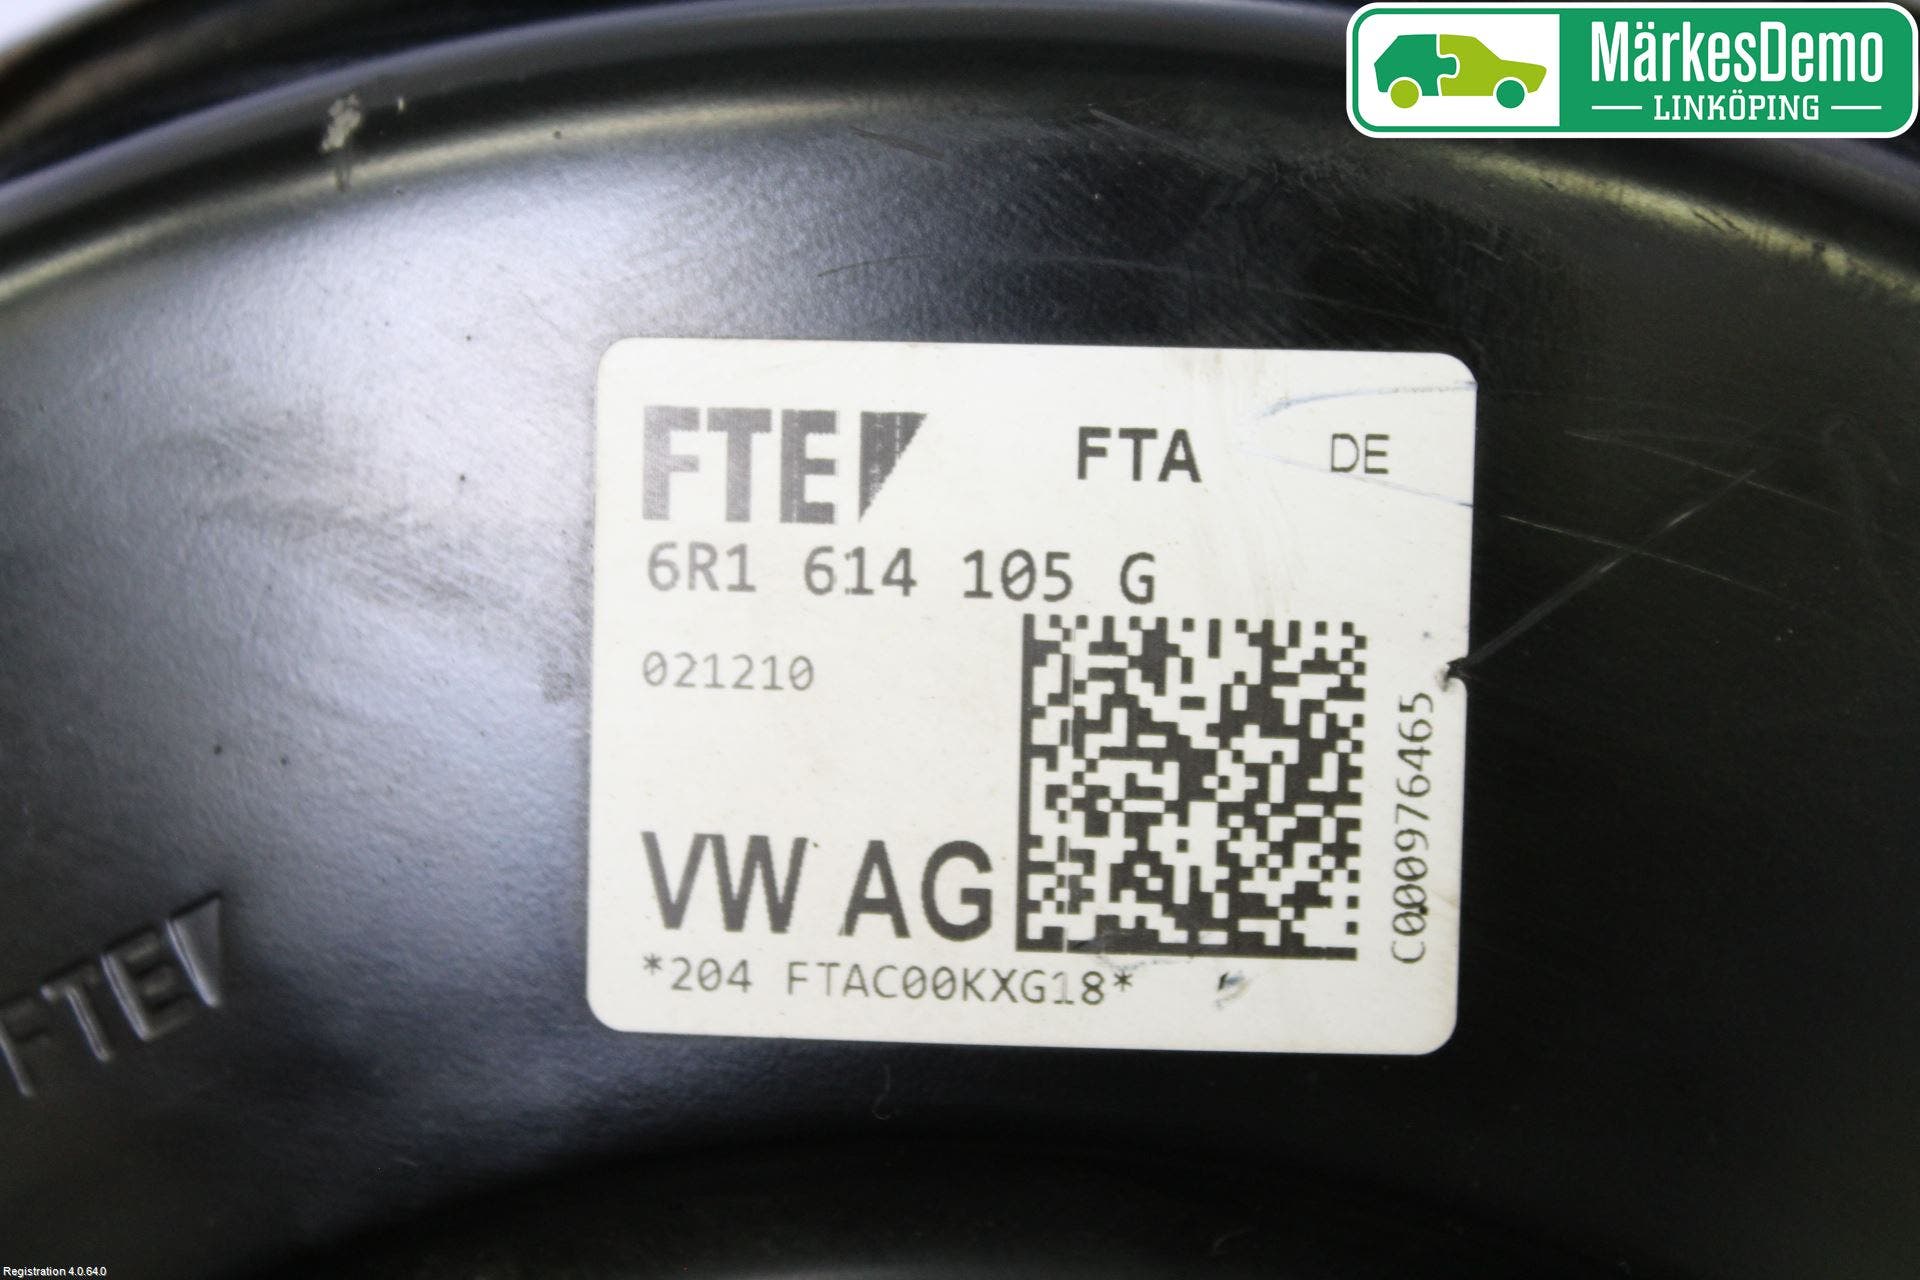 MärkesDemo
LINKÖPING
FTE
FTA
DE
6R1 614 105 G
021210
C000976465
VW AG
*204 FTAC00KXG18*
FTE
Registration 4.0.64.0